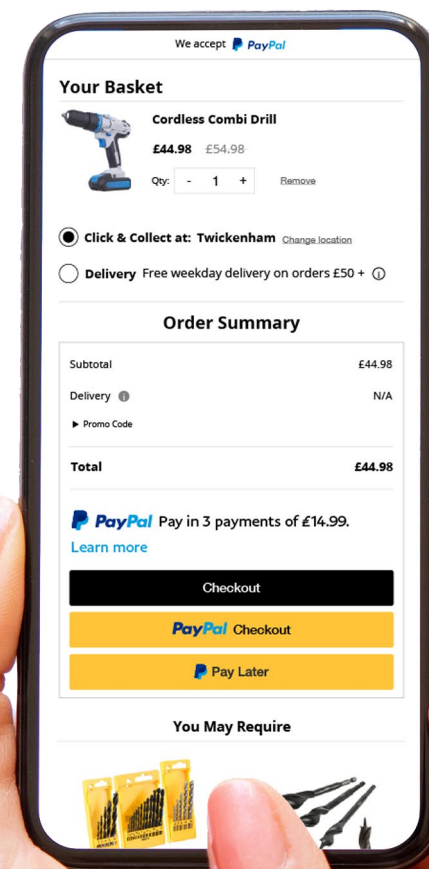 We accept PayPal
Your Basket
Cordless Combi Drill
£44.98 £54.98
Qty: - 1 + Remove
Click & Collect at: Twickenham Change location
Delivery Free weekday delivery on orders £50 + i
Order Summary
Subtotal £44.98
Delivery i N/A
Promo Code
Total £44.98
PayPal Pay in 3 payments of £14.99.
Learn more
Checkout
PayPal Checkout
Pay Later
You May Require